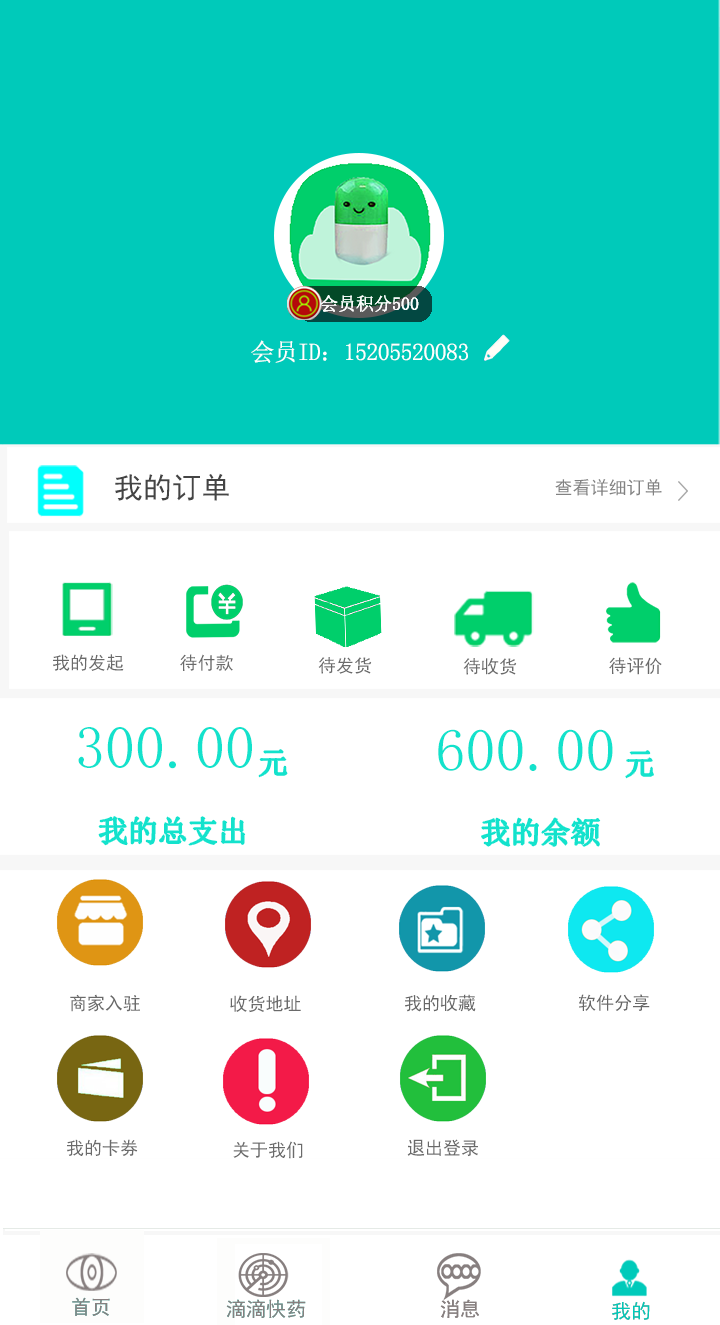 会员积分500
会员ID：15205520083
我的订单
查看详细订单
我的发起
待付款
待发货
待收货
待评价
300.00元
600.00元
我的总支出
我的余额
商家入驻
收货地址
我的收藏
软件分享
我的卡券
关于我们
退出登录
首页
滴滴快药
消息
我的